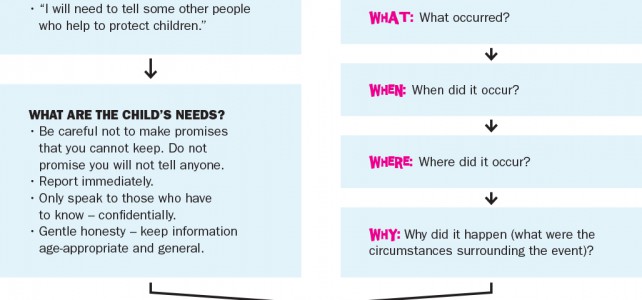 · “I will need to tell some other people
who help to protect children.”
WHAT ARE THE CHILD’S NEEDS?
· Be careful not to make promises
that you cannot keep. Do not
promise you will not tell anyone.
· Report immediately.
· Only speak to those who have
to know – confidentially.
· Gentle honesty – keep information
age-appropriate and general.
WHAT: What occurred?
WHEN: When did it occur?
WHERE: Where did it occur?
WHY: Why did it happen (what were the
circumstances surrounding the event)?